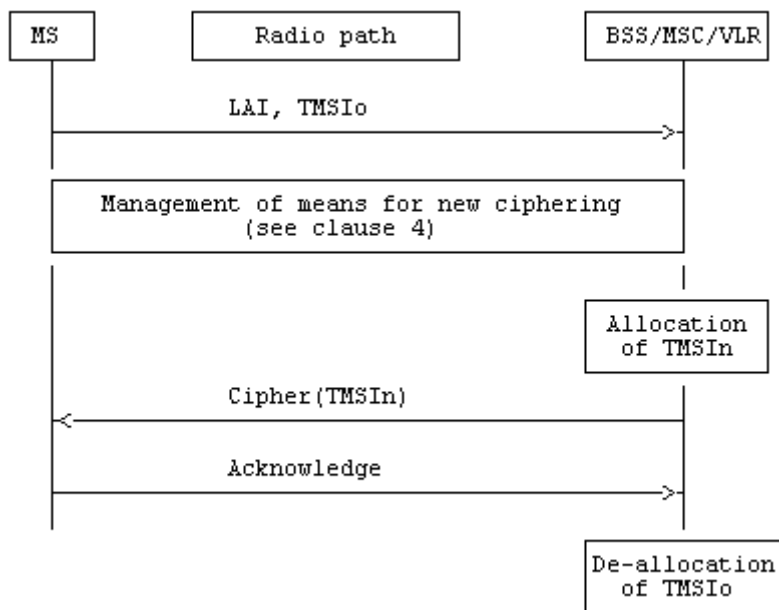 MS
Radio path
BSS/MSC/VLR
LAI, TMSIo
Management of means for new ciphering
(see clause 4)
Allocation
of TMSIn
Cipher(TMSIn)
Acknowledge
De-allocation
of TMSIo